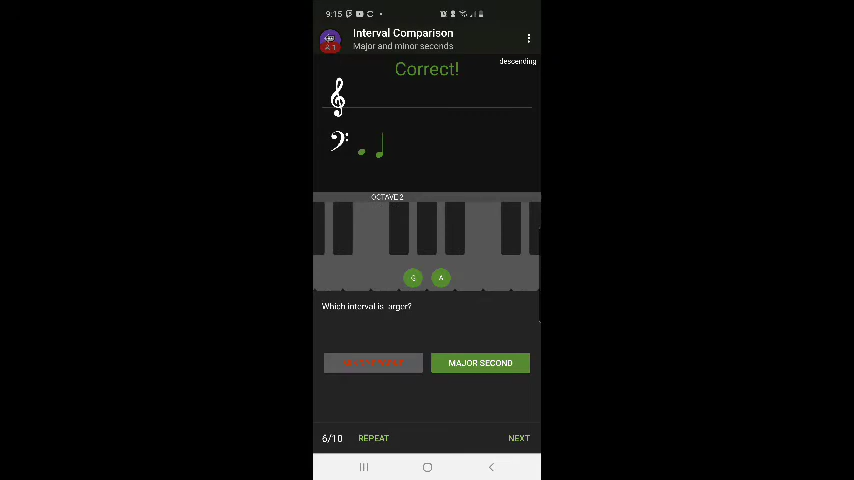 9:15
Interval Comparison
Major and minor seconds
descending
Correct!
OCTAVE 2
G A
Which interval is arger?
MAJOR SECOND
6/10 REPEAT NEXT